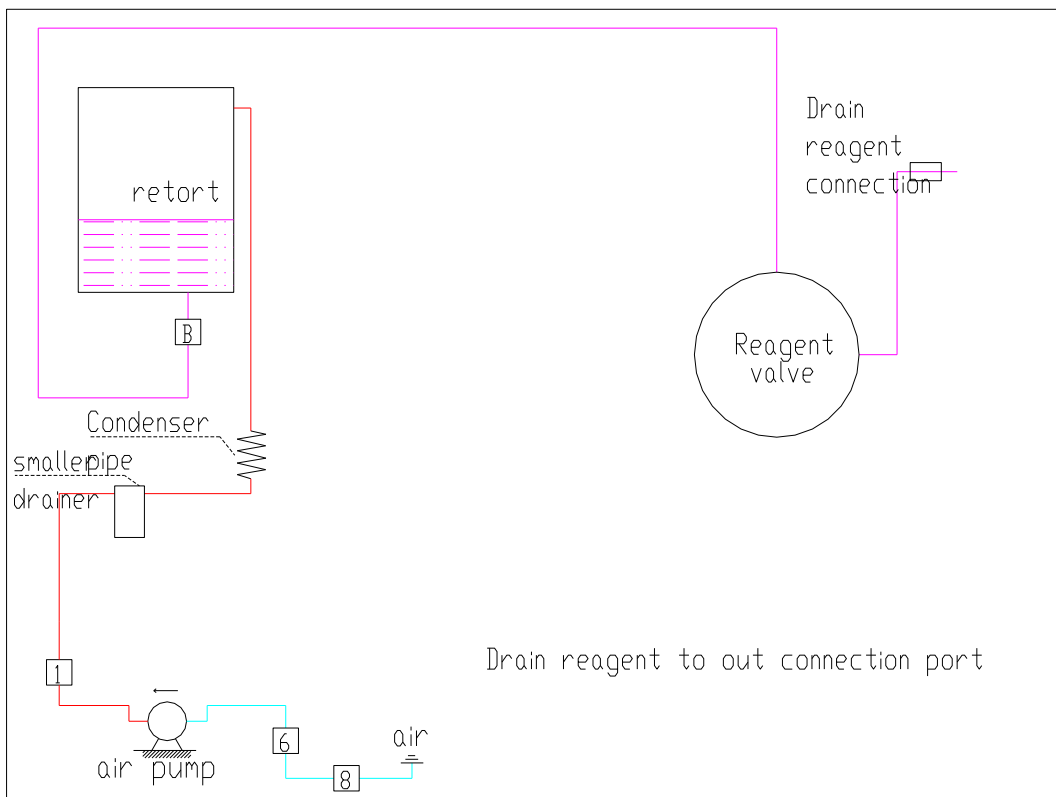 Drain
reagent
connection
retort
B
Reagent
valve
Condenser
smallepipe
drainer
1
Drain reagent to out connection port
6
air
8
air pump